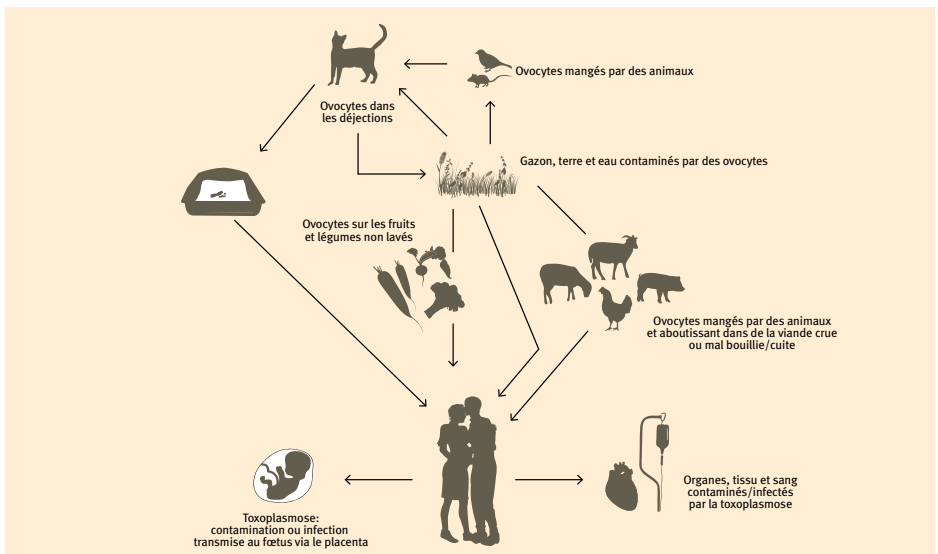 Ovocytes mangés par des animaux
Ovocytes dans
les déjections
Gazon, terre et eau contaminés par des ovocytes
Ovocytes sur les fruits
et légumes non lavés
Ovocytes mangés par des animaux
et aboutissant dans de la viande crue
ou mal bouillie/cuite
Organes, tissu et sang
contaminés/infectés
par la toxoplasmose
Toxoplasmose:
contamination ou infection
transmise au fœtus via le placenta